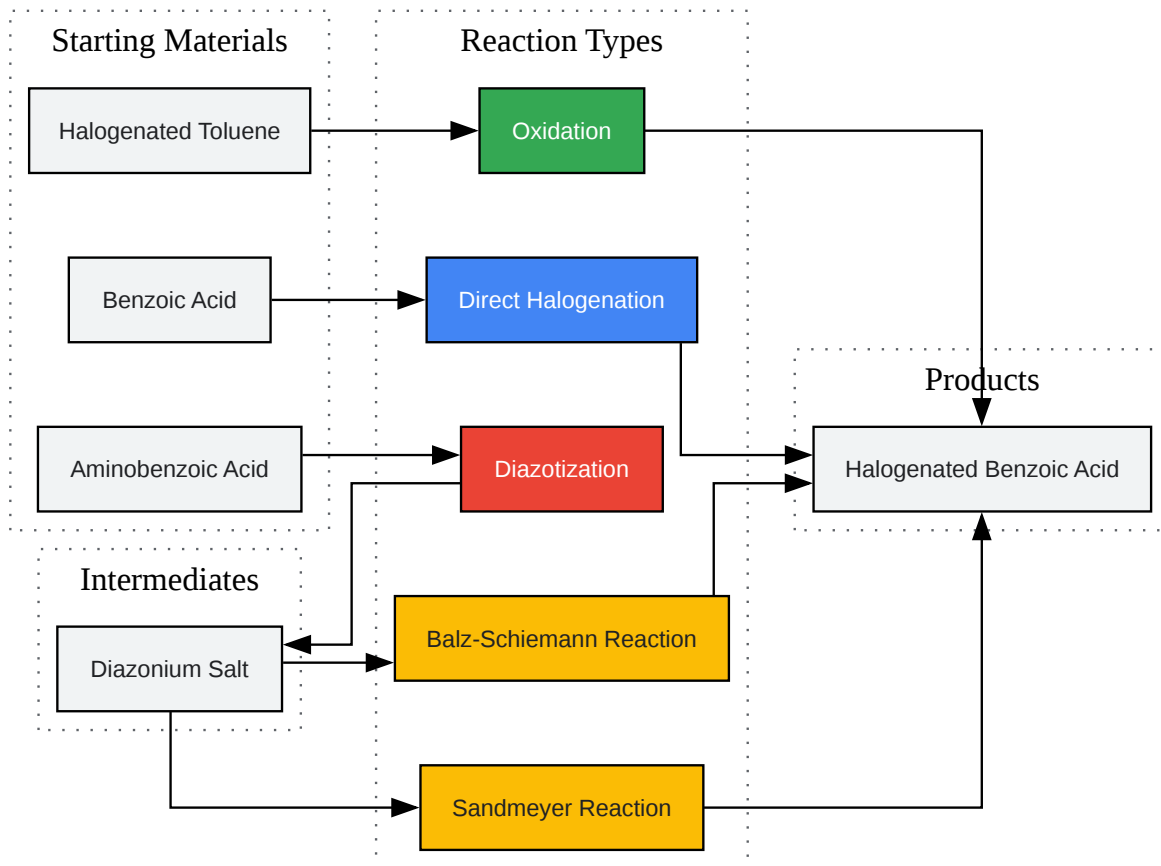 Starting Materials
Reaction Types
Halogenated Toluene
Oxidation
Benzoic Acid
Direct Halogenation
Products
Aminobenzoic Acid
Diazotization
Halogenated Benzoic Acid
Intermediates
Diazonium Salt
Balz-Schiemann Reaction
Sandmeyer Reaction